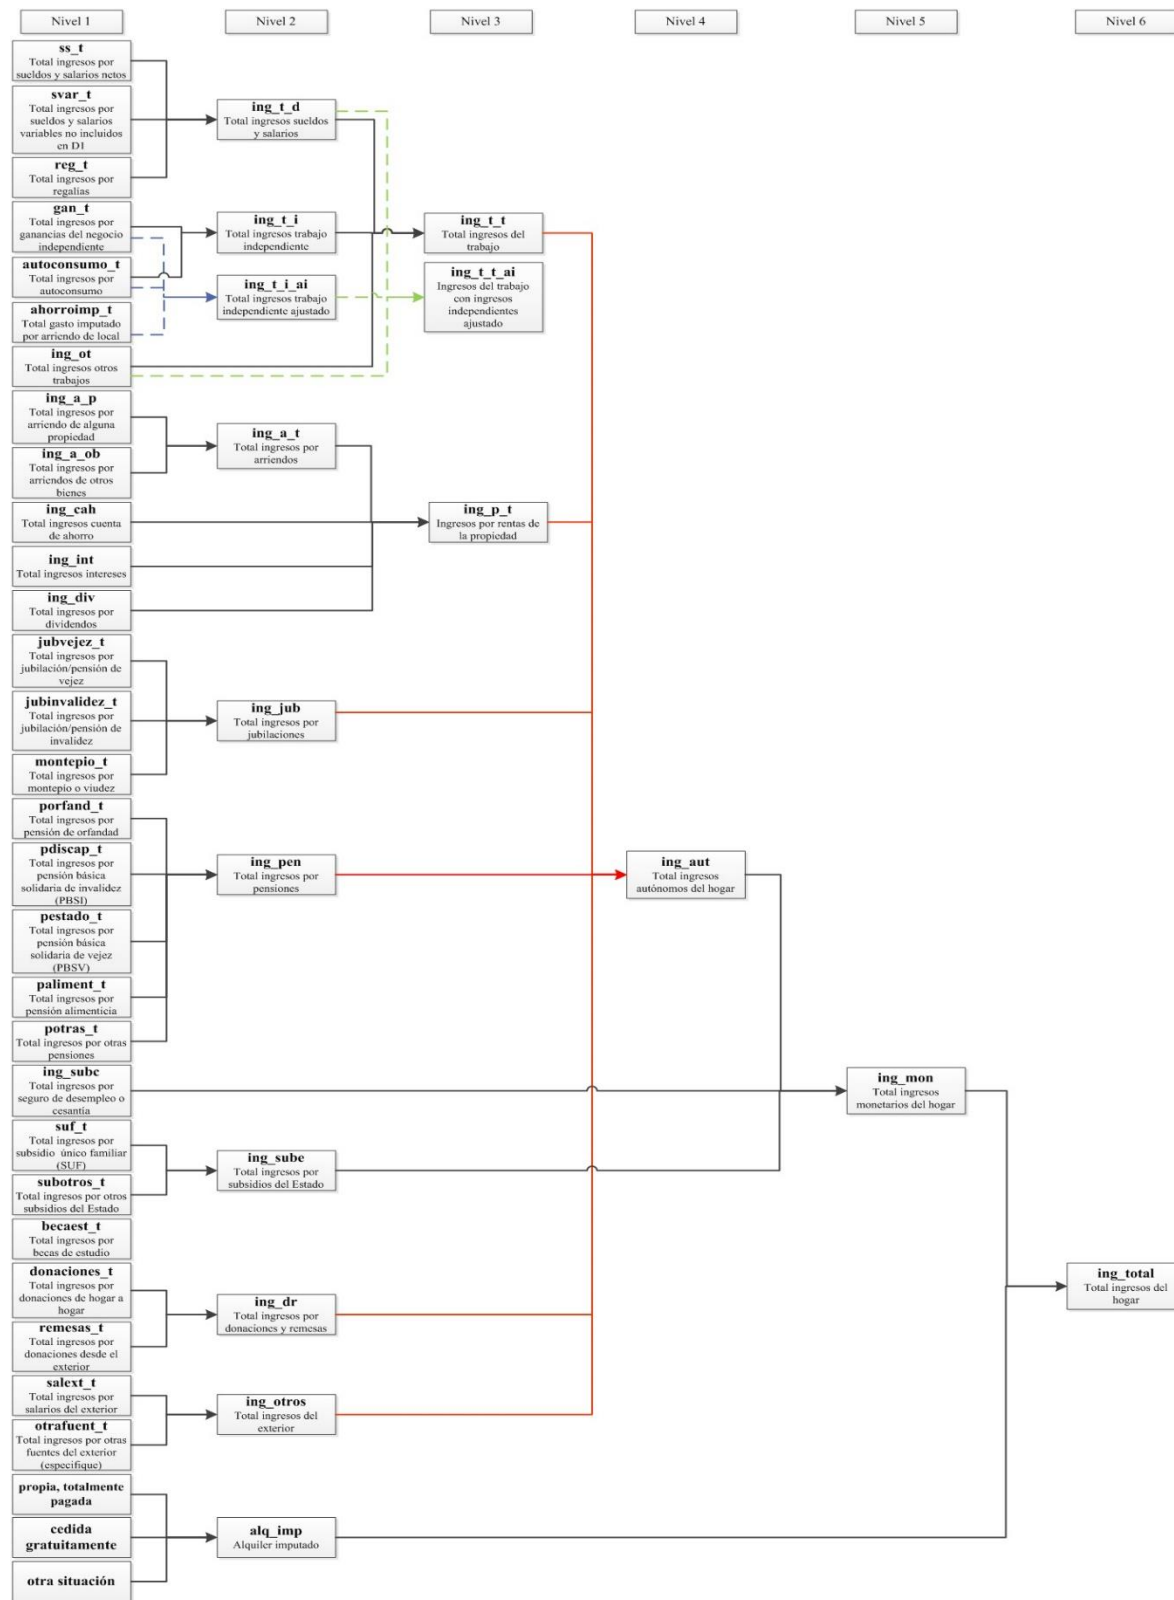 Nivel 1
Nivel 2
Nivel 3
Nivel 4
Nivel 5
Nivel 6
ss_t
Total ingresos por
sueldos y salarios netos
svar_t
Total ingresos por
sueldos y salarios
variables no incluidos
en D1
reg_t
Total ingresos por
regalías
gan_t
Total ingresos por
ganancias del negocio
independiente
autoconsumo_t
Total ingresos por
autoconsumo
ahorroimp_t
Total gasto imputado
por arriendo de local
ing_ot
Total ingresos otros
trabajos
ing_a_p
Total ingresos por
arriendo de alguna
propiedad
ing_a_ob
Total ingresos por
arriendos de otros
bienes
ing_cah
Total ingresos cuenta
de ahorro
ing_int
Total ingresos intereses
ing_div
Total ingresos por
dividendos
jubvejez_t
Total ingresos por
jubilación/pensión de
vejez
jubinvalidez_t
Total ingresos por
jubilación/pensión de
invalidez
montepio_t
Total ingresos por
montepío o viudez
porfand_t
Total ingresos por
pensión de orfandad
pdiscap_t
Total ingresos por
pensión básica
solidaria de invalidez
(PBSI)
pestado_t
Total ingresos por
pensión básica
solidaria de vejez
(PBSV)
paliment_t
Total ingresos por
pensión alimenticia
potras_t
Total ingresos por otras
pensiones
ing_subc
Total ingresos por
seguro de desempleo o
cesantía
suf_t
Total ingresos por
subsidio único familiar
(SUF)
subotros_t
Total ingresos por otros
subsidios del Estado
becaest_t
Total ingresos por
becas de estudio
donaciones_t
Total ingresos por
donaciones de hogar a
hogar
remesas_t
Total ingresos por
donaciones desde el
exterior
salext_t
Total ingresos por
salarios del exterior
otrafuent_t
Total ingresos por otras
fuentes del exterior
(especifique)
propia, totalmente
pagada
cedida
gratuitamente
otra situación
ing_t_d
Total ingresos sueldos
y salarios
ing_t_i
Total ingresos trabajo
independiente
ing_t_i_ai
Total ingresos trabajo
independiente ajustado
ing_a_t
Total ingresos por
arriendos
ing_jub
Total ingresos por
jubilaciones
ing_pen
Total ingresos por
pensiones
ing_sube
Total ingresos por
subsidios del Estado
ing_dr
Total ingresos por
donaciones y remesas
ing_otros
Total ingresos del
exterior
alq_imp
Alquiler imputado
ing_t_t
Total ingresos del
trabajo
ing_t_t_ai
Ingresos del trabajo
con ingresos
independientes
ajustado
ing_p_t
Ingresos por rentas de
la propiedad
ing_aut
Total ingresos
autónomos del hogar
ing_mon
Total ingresos
monetarios del hogar
ing_total
Total ingresos del
hogar